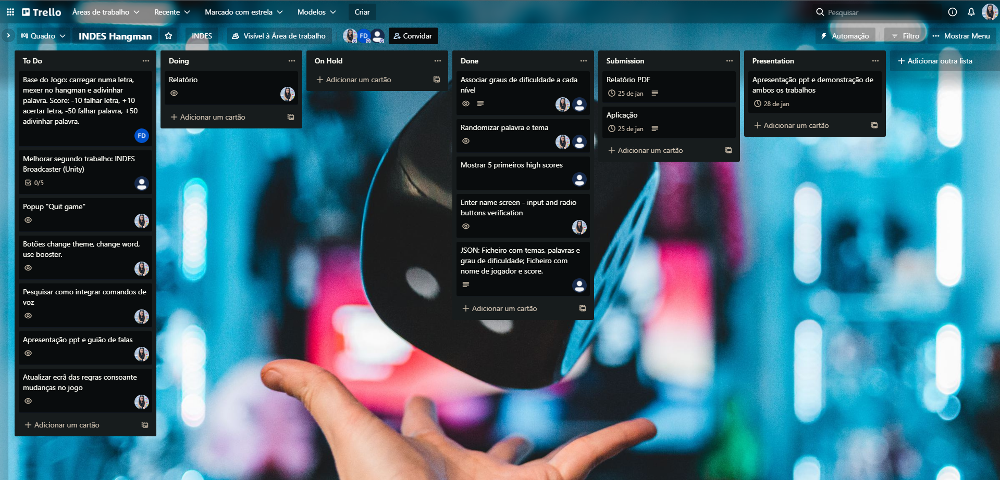 Trello
Áreas de trabalho
Recente
Marcado com estrela
Modelos
Criar
Pesquisar
Quadro
INDES Hangman
INDES
Visível à Área de trabalho
FD
Convidar
Automação
Filtro
Mostrar Menu
To Do
Base do Jogo: carregar numa letra,
mexer no hangman e adivinhar
palavra. Score: -10 falhar letra, +10
acertar letra, -50 falhar palavra, +50
adivinhar palavra.
FD
Melhorar segundo trabalho: INDES
Broadcaster (Unity)
0/5
Popup "Quit game"
Botões change theme, change word,
use booster.
Pesquisar como integrar comandos de
voz
Apresentação ppt e guião de falas
Atualizar ecrã das regras consoante
mudanças no jogo
Adicionar um cartão
Doing
Relatório
Adicionar um cartão
On Hold
Adicionar um cartão
Done
Associar graus de dificuldade a cada
nível
Randomizar palavra e tema
Mostrar 5 primeiros high scores
Enter name screen - input and radio
buttons verification
JSON: Ficheiro com temas, palavras e
grau de dificuldade; Ficheiro com
nome de jogador e score.
Adicionar um cartão
Submission
Relatório PDF
25 de jan
Aplicação
25 de jan
Adicionar um cartão
Presentation
Apresentação ppt e demonstração de
ambos os trabalhos
28 de jan
Adicionar um cartão
Adicionar outra lista